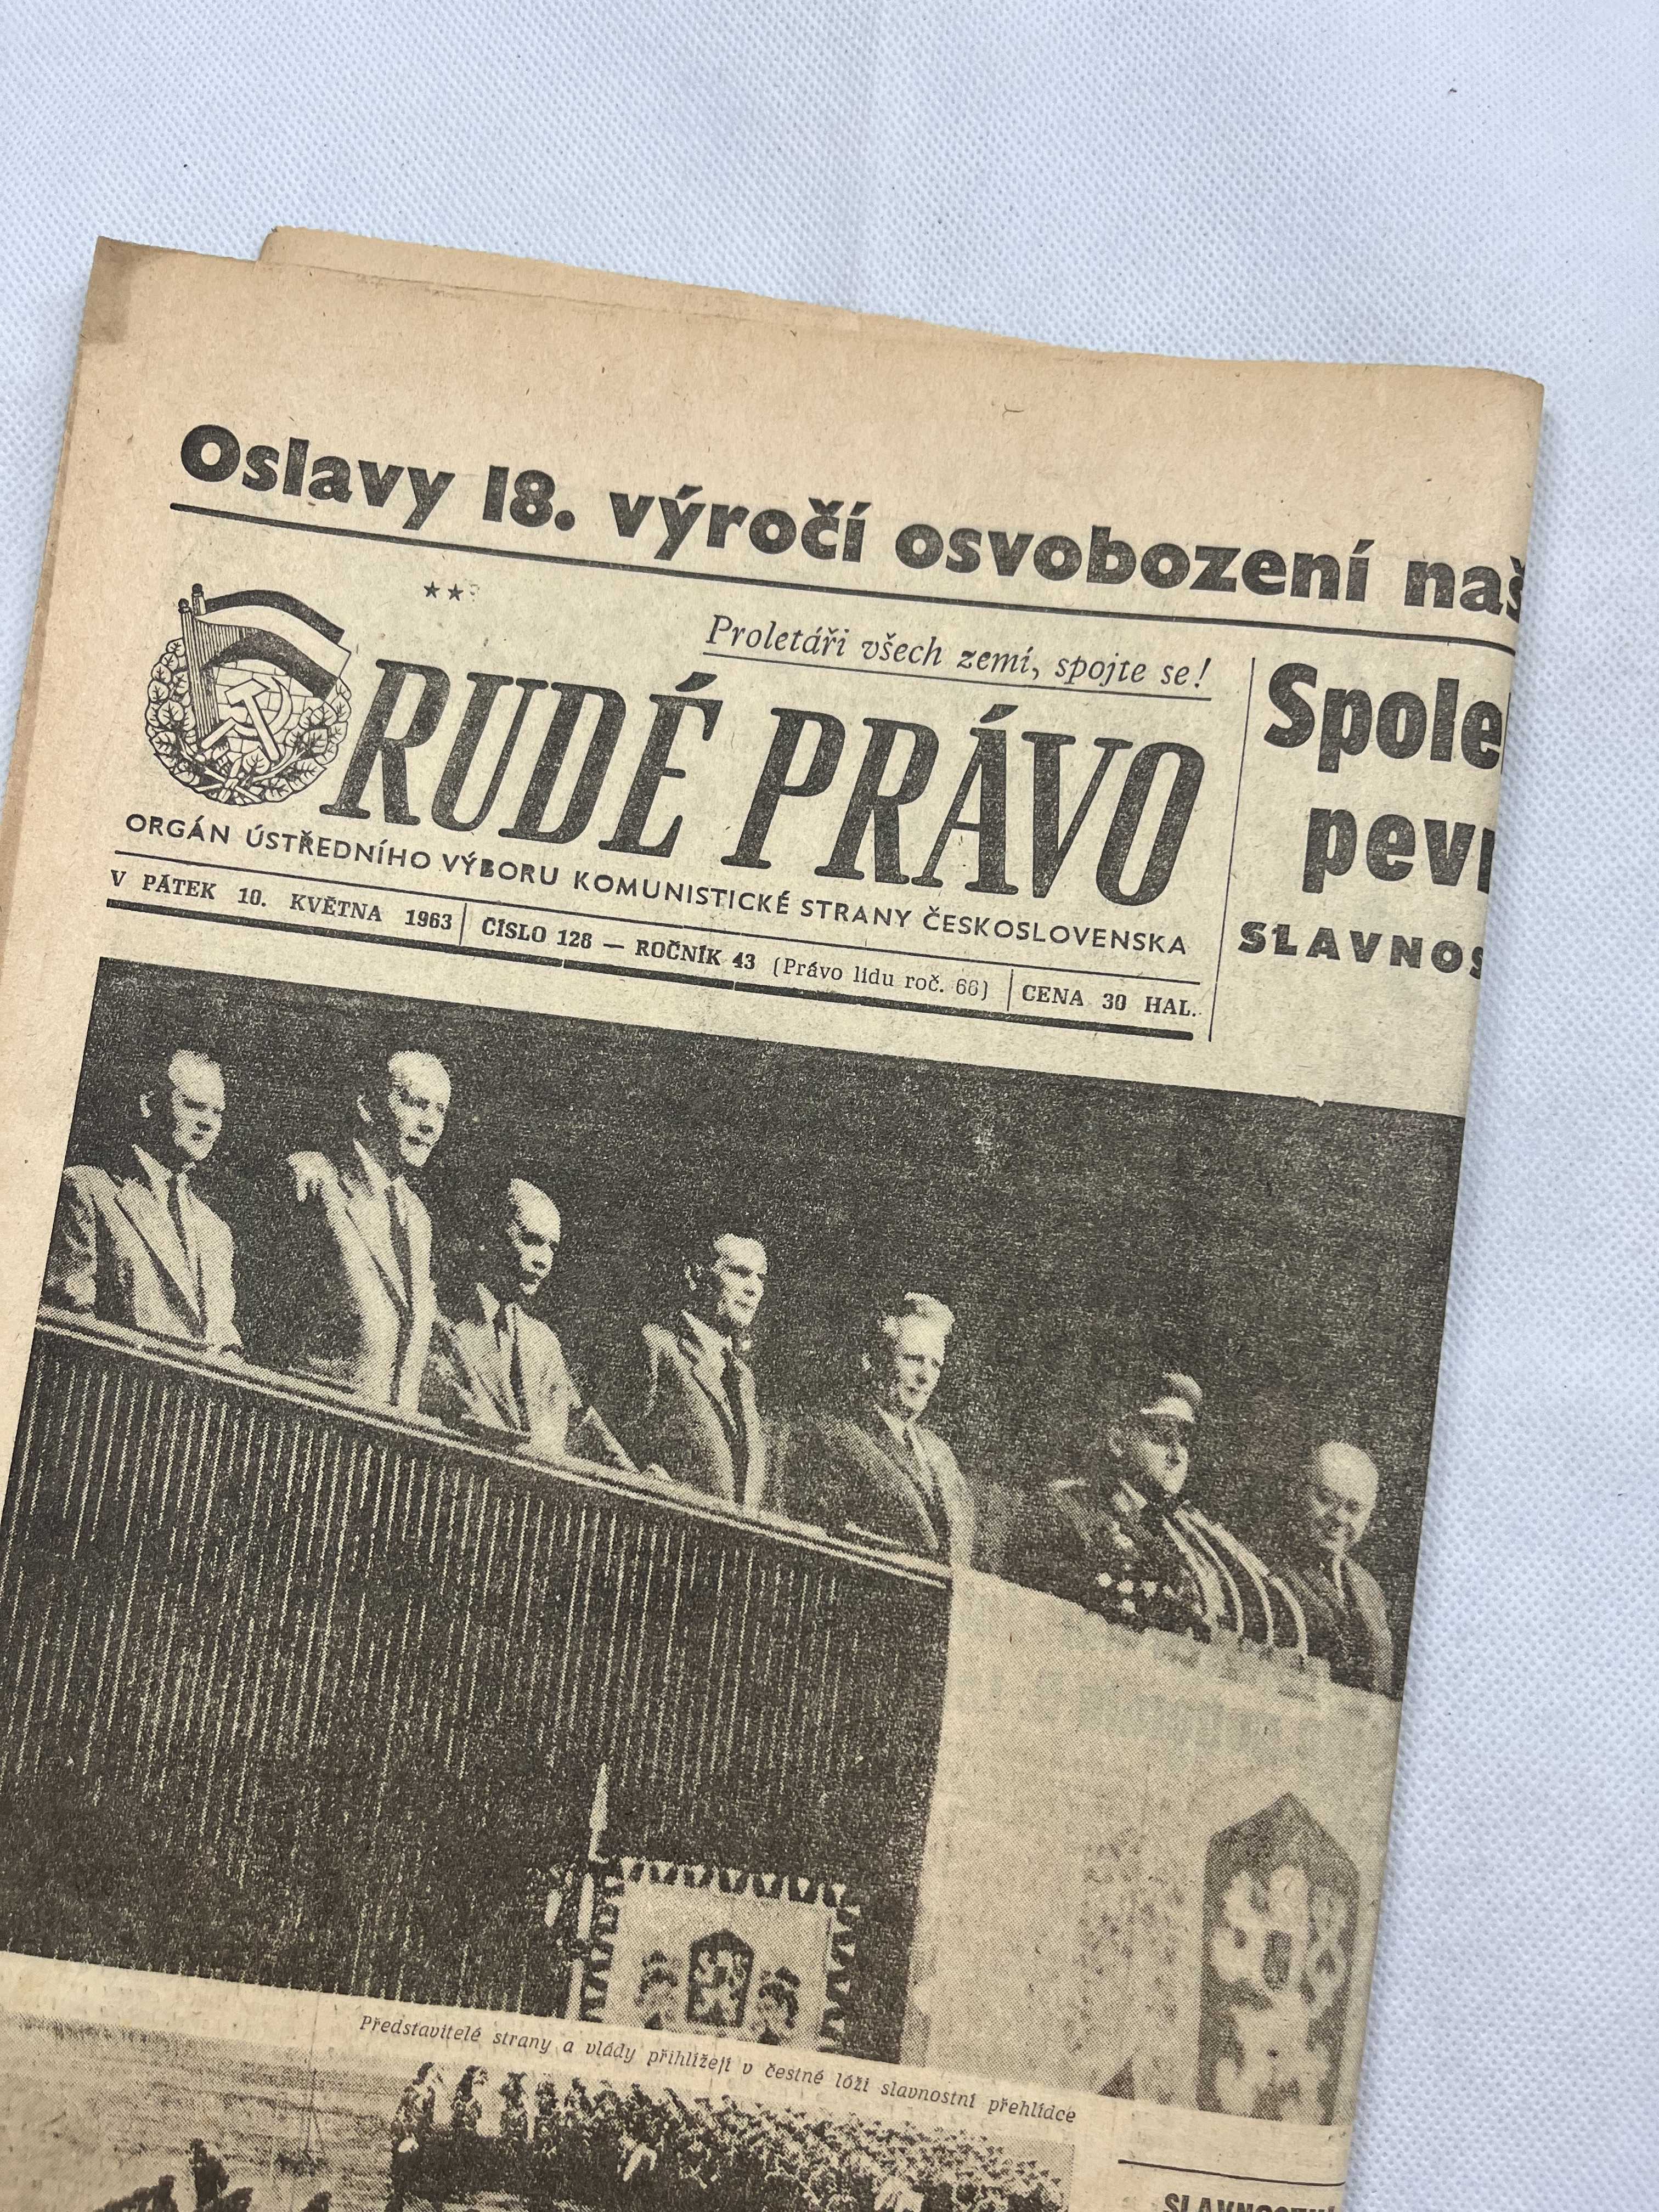 Oslavy 18. výročí osvobození naš
Proletáři všech zemí, spojte se!
RUDÉ PRÁVO
ORGÁN ÚSTŘEDNÍHO VÝBORU KOMUNISTICKÉ STRANY ČESKOSLOVENSKA
V PÁTEK 10. KVĚTNA 1963 ČÍSLO 128 — ROČNÍK 43 (Právo lidu roč. 66) CENA 30 HAL.
Spole
pev
SLAVNOS
Představitelé strany a vlády přihlížejí v čestné lóži slavnostní přehlídce